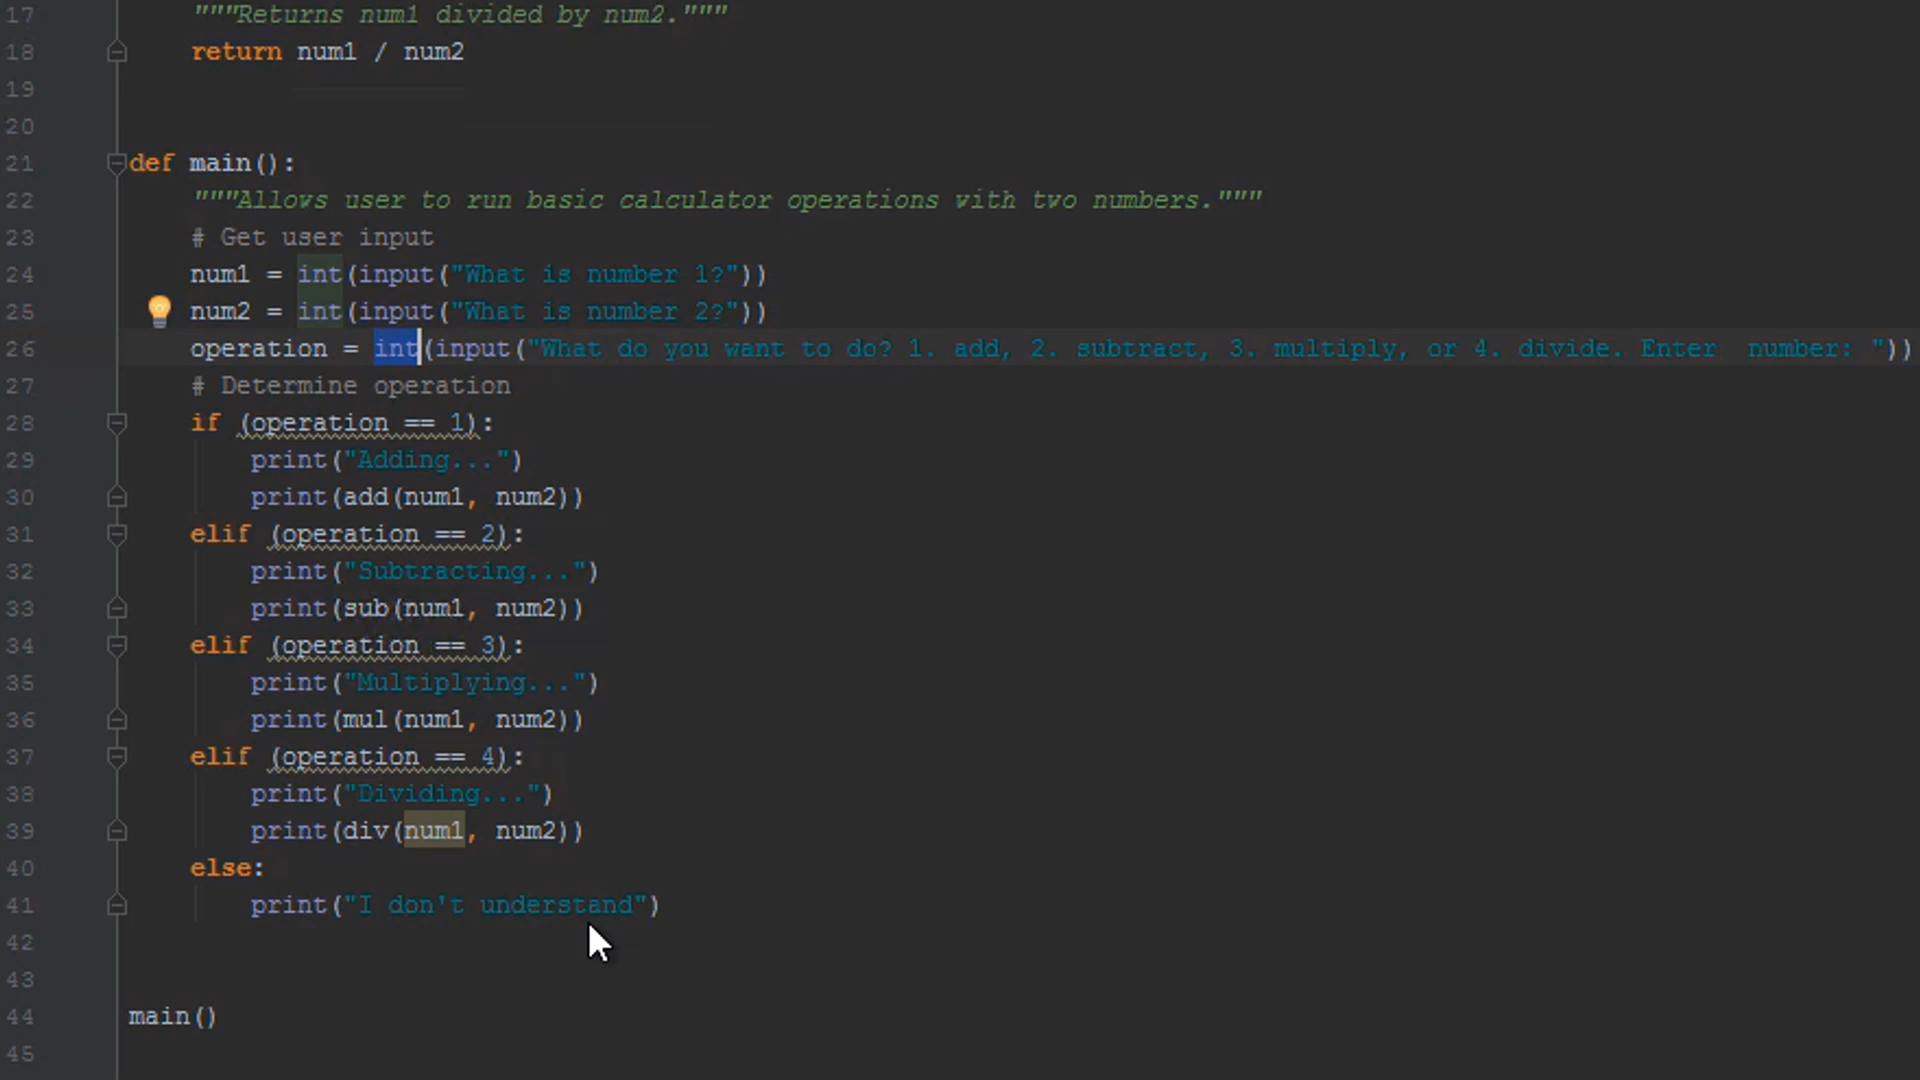 17 """Returns num1 divided by num2."""
18 return num1 / num2
19
20
21 def main():
22 """Allows user to run basic calculator operations with two numbers."""
23 # Get user input
24 num1 = int(input("What is number 1?"))
25 num2 = int(input("What is number 2?"))
26 operation = int(input("What do you want to do? 1. add, 2. subtract, 3. multiply, or 4. divide. Enter  number: "))
27 # Determine operation
28 if (operation == 1):
29 print("Adding...")
30 print(add(num1, num2))
31 elif (operation == 2):
32 print("Subtracting...")
33 print(sub(num1, num2))
34 elif (operation == 3):
35 print("Multiplying...")
36 print(mul(num1, num2))
37 elif (operation == 4):
38 print("Dividing...")
39 print(div(num1, num2))
40 else:
41 print("I don't understand")
42
43
44 main()
45